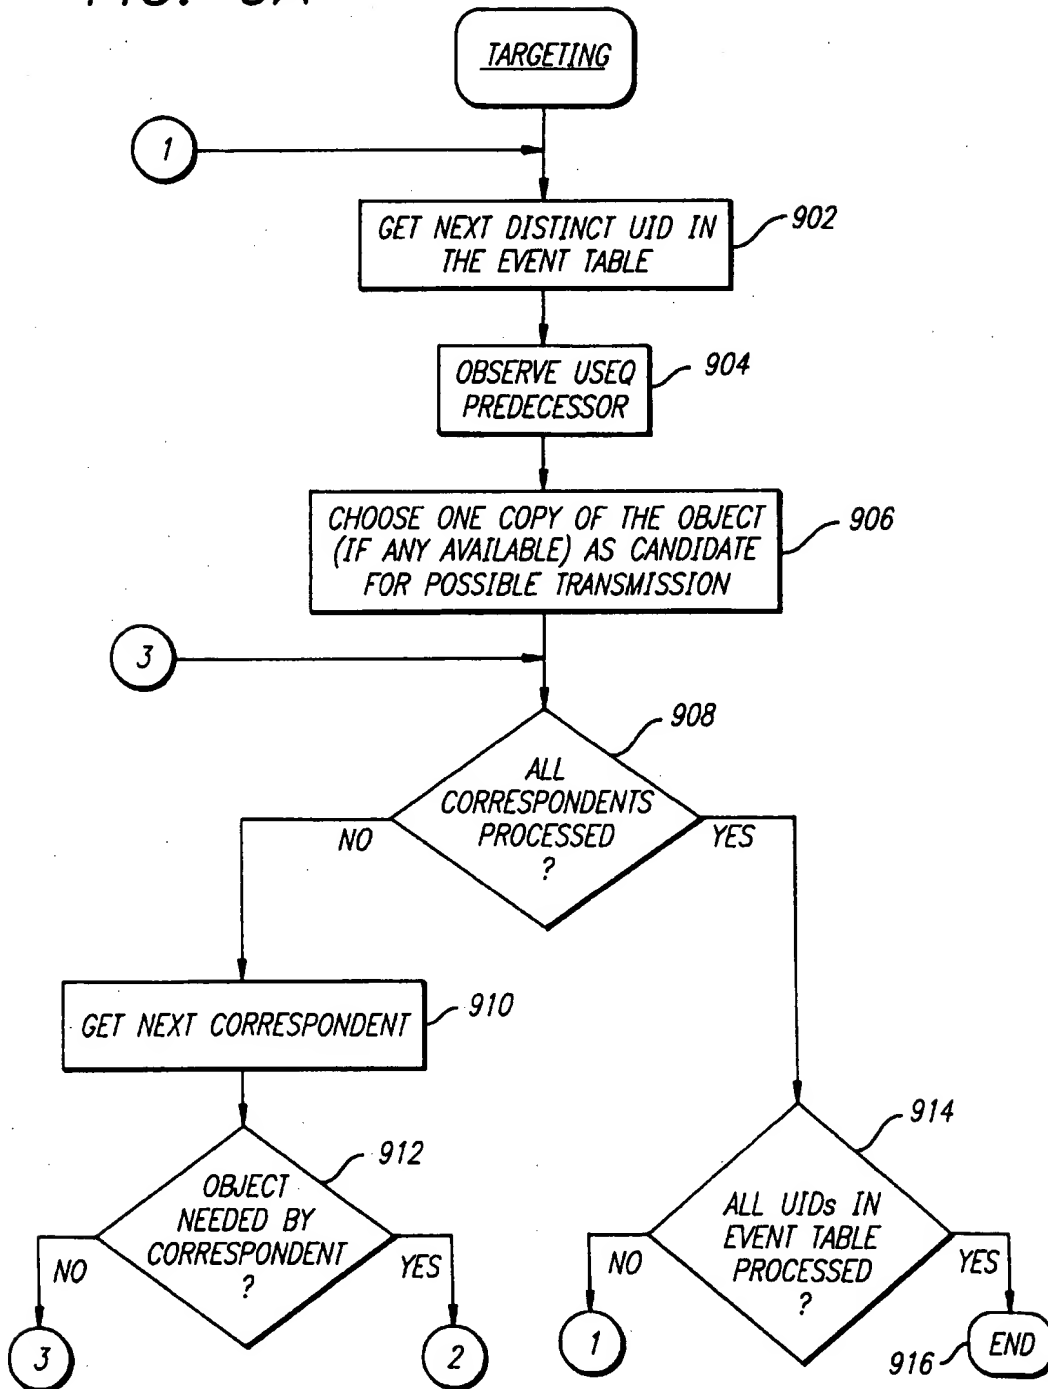 TARGETING
1
GET NEXT DISTINCT UID IN
THE EVENT TABLE
902
OBSERVE USEQ
PREDECESSOR
904
CHOOSE ONE COPY OF THE OBJECT
(IF ANY AVAILABLE) AS CANDIDATE
FOR POSSIBLE TRANSMISSION
906
3
908
ALL
CORRESPONDENTS
PROCESSED
?
NO
YES
GET NEXT CORRESPONDENT
910
912
OBJECT
NEEDED BY
CORRESPONDENT
?
NO
YES
3
2
914
ALL UIDs IN
EVENT TABLE
PROCESSED
?
NO
YES
1
916
END